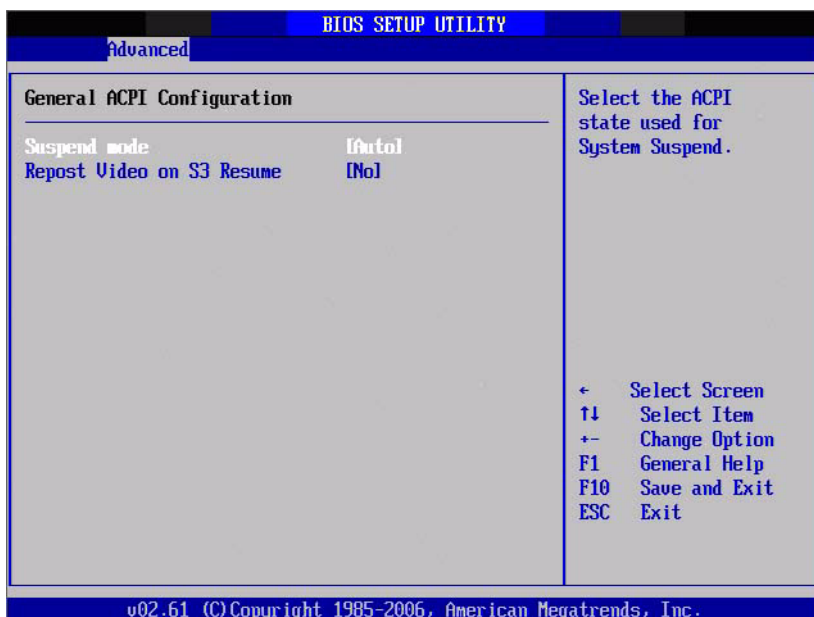 BIOS SETUP UTILITY
Advanced
General ACPI Configuration
Suspend mode [Auto]
Repost Video on S3 Resume [No]
Select the ACPI
state used for
System Suspend.
← Select Screen
↑↓ Select Item
+- Change Option
F1 General Help
F10 Save and Exit
ESC Exit
v02.61 (C)Copyright 1985-2006, American Megatrends, Inc.